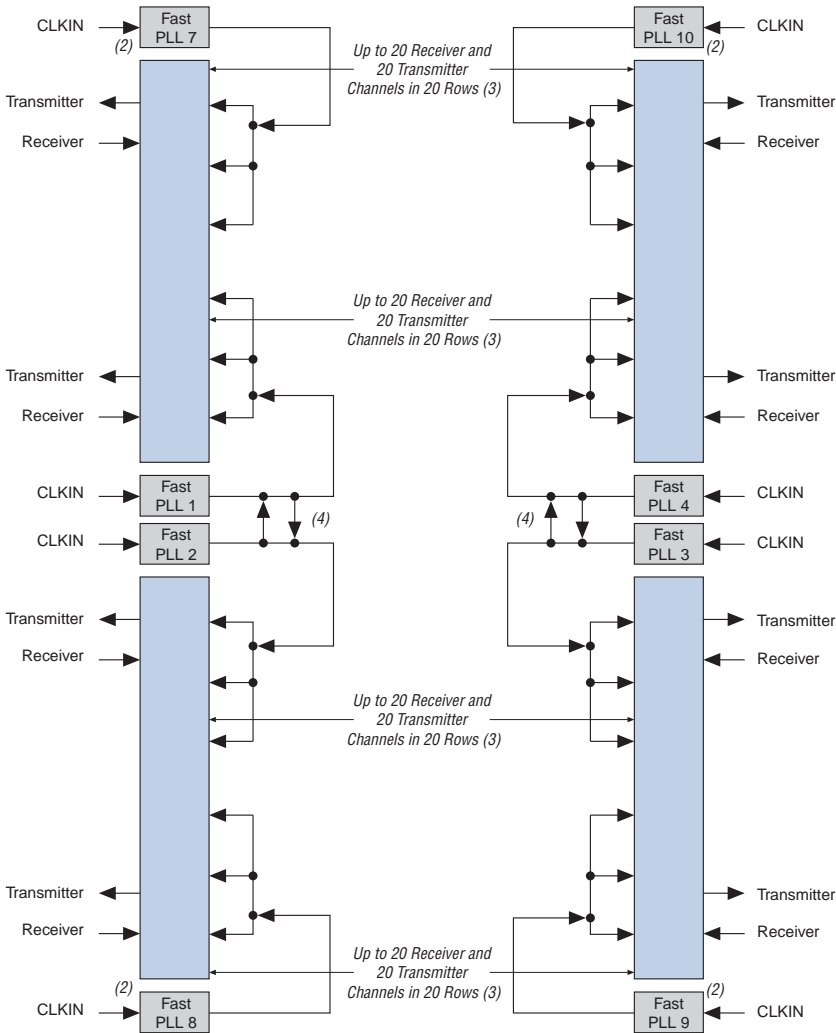 CLKIN
Fast
PLL 7
(2)
Fast
PLL 10
(2)
CLKIN
Up to 20 Receiver and
20 Transmitter
Channels in 20 Rows (3)
Transmitter
Receiver
Transmitter
Receiver
Up to 20 Receiver and
20 Transmitter
Channels in 20 Rows (3)
Transmitter
Receiver
Transmitter
Receiver
CLKIN
Fast
PLL 1
(4)
(4)
Fast
PLL 4
CLKIN
CLKIN
Fast
PLL 2
Fast
PLL 3
CLKIN
Transmitter
Receiver
Transmitter
Receiver
Up to 20 Receiver and
20 Transmitter
Channels in 20 Rows (3)
Transmitter
Receiver
Transmitter
Receiver
Up to 20 Receiver and
20 Transmitter
Channels in 20 Rows (3)
(2)
CLKIN
Fast
PLL 8
Fast
PLL 9
(2)
CLKIN